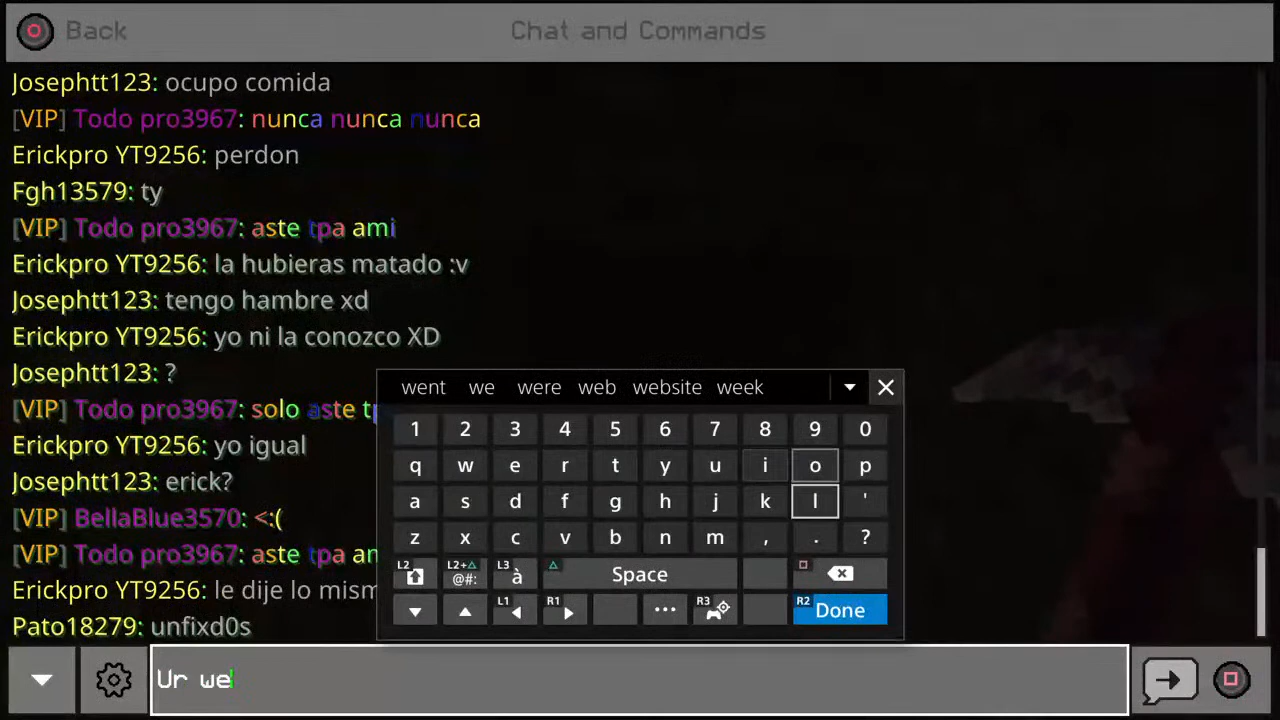 Back
Chat and Commands
Josephtt123: ocupo comida
[VIP] Todo pro3967: nunca nunca nunca
Erickpro YT9256: perdon
Fgh13579: ty
[VIP] Todo pro3967: aste tpa ami
Erickpro YT9256: la hubieras matado :v
Josephtt123: tengo hambre xd
Erickpro YT9256: yo ni la conozco XD
Josephtt123: ?
[VIP] Todo pro3967: solo aste
Erickpro YT9256: yo igual
Josephtt123: erick?
[VIP] BellaBlue3570: <:(
[VIP] Todo pro3967: aste tpa
Erickpro YT9256: le dije lo
Pato18279: unfixd0s
went we were web website week
1 2 3 4 5 6 7 8 9 0
q w e r t y u i o p
a s d f g h j k l '
z x c v b n m , . ?
L2 L2+△ @#: L3 à △ Space □
L1 R1 ... R3 R2 Done
Ur we